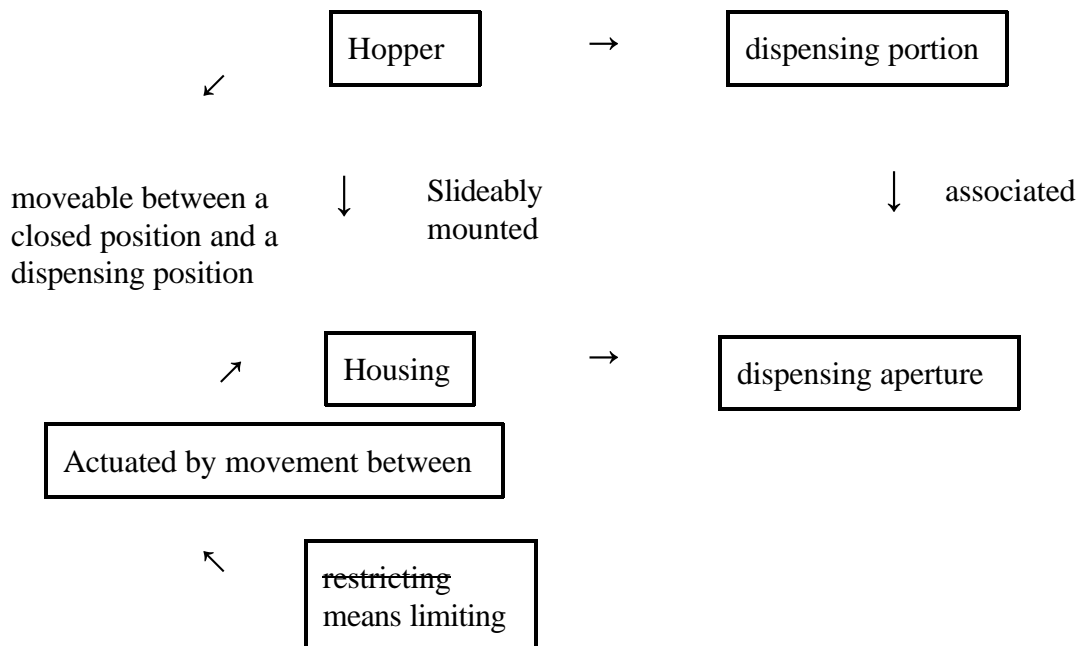 Hopper → dispensing portion
↙
moveable between a
closed position and a
dispensing position
↓ Slideably
mounted
↓ associated
↗ Housing → dispensing aperture
Actuated by movement between
↖
restricting
means limiting